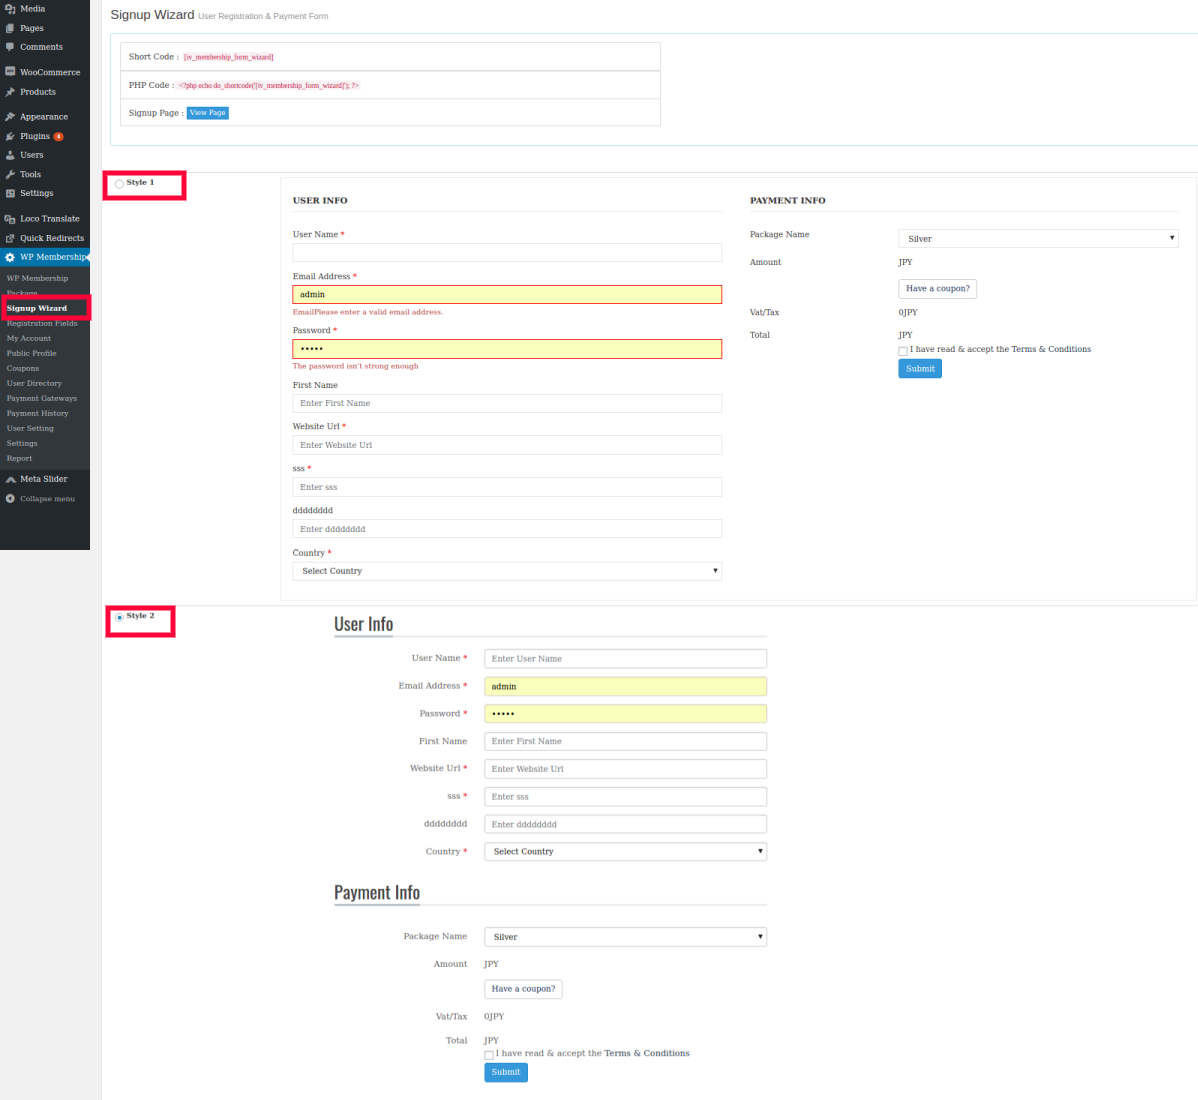 Media
Pages
Comments
WooCommerce
Products
Appearance
Plugins 4
Users
Tools
Settings
Loco Translate
Quick Redirects
WP Membership
WP Membership
Package
Signup Wizard
Registration Fields
My Account
Public Profile
Coupons
User Directory
Payment Gateways
Payment History
User Setting
Settings
Report
Meta Slider
Collapse menu
Signup Wizard User Registration & Payment Form
Short Code : [iv_membership_form_wizard]
PHP Code : <?php echo do_shortcode('[iv_membership_form_wizard]'); ?>
Signup Page : View Page
Style 1
USER INFO
User Name *
Email Address *
admin
EmailPlease enter a valid email address.
Password *
•••••
The password isn't strong enough
First Name
Enter First Name
Website Url *
Enter Website Url
sss *
Enter sss
dddddddd
Enter dddddddd
Country *
Select Country
PAYMENT INFO
Package Name Silver
Amount JPY
Have a coupon?
Vat/Tax 0JPY
Total JPY
I have read & accept the Terms & Conditions
Submit
Style 2
User Info
User Name * Enter User Name
Email Address * admin
Password * •••••
First Name Enter First Name
Website Url * Enter Website Url
sss * Enter sss
dddddddd Enter dddddddd
Country * Select Country
Payment Info
Package Name Silver
Amount JPY
Have a coupon?
Vat/Tax 0JPY
Total JPY
I have read & accept the Terms & Conditions
Submit